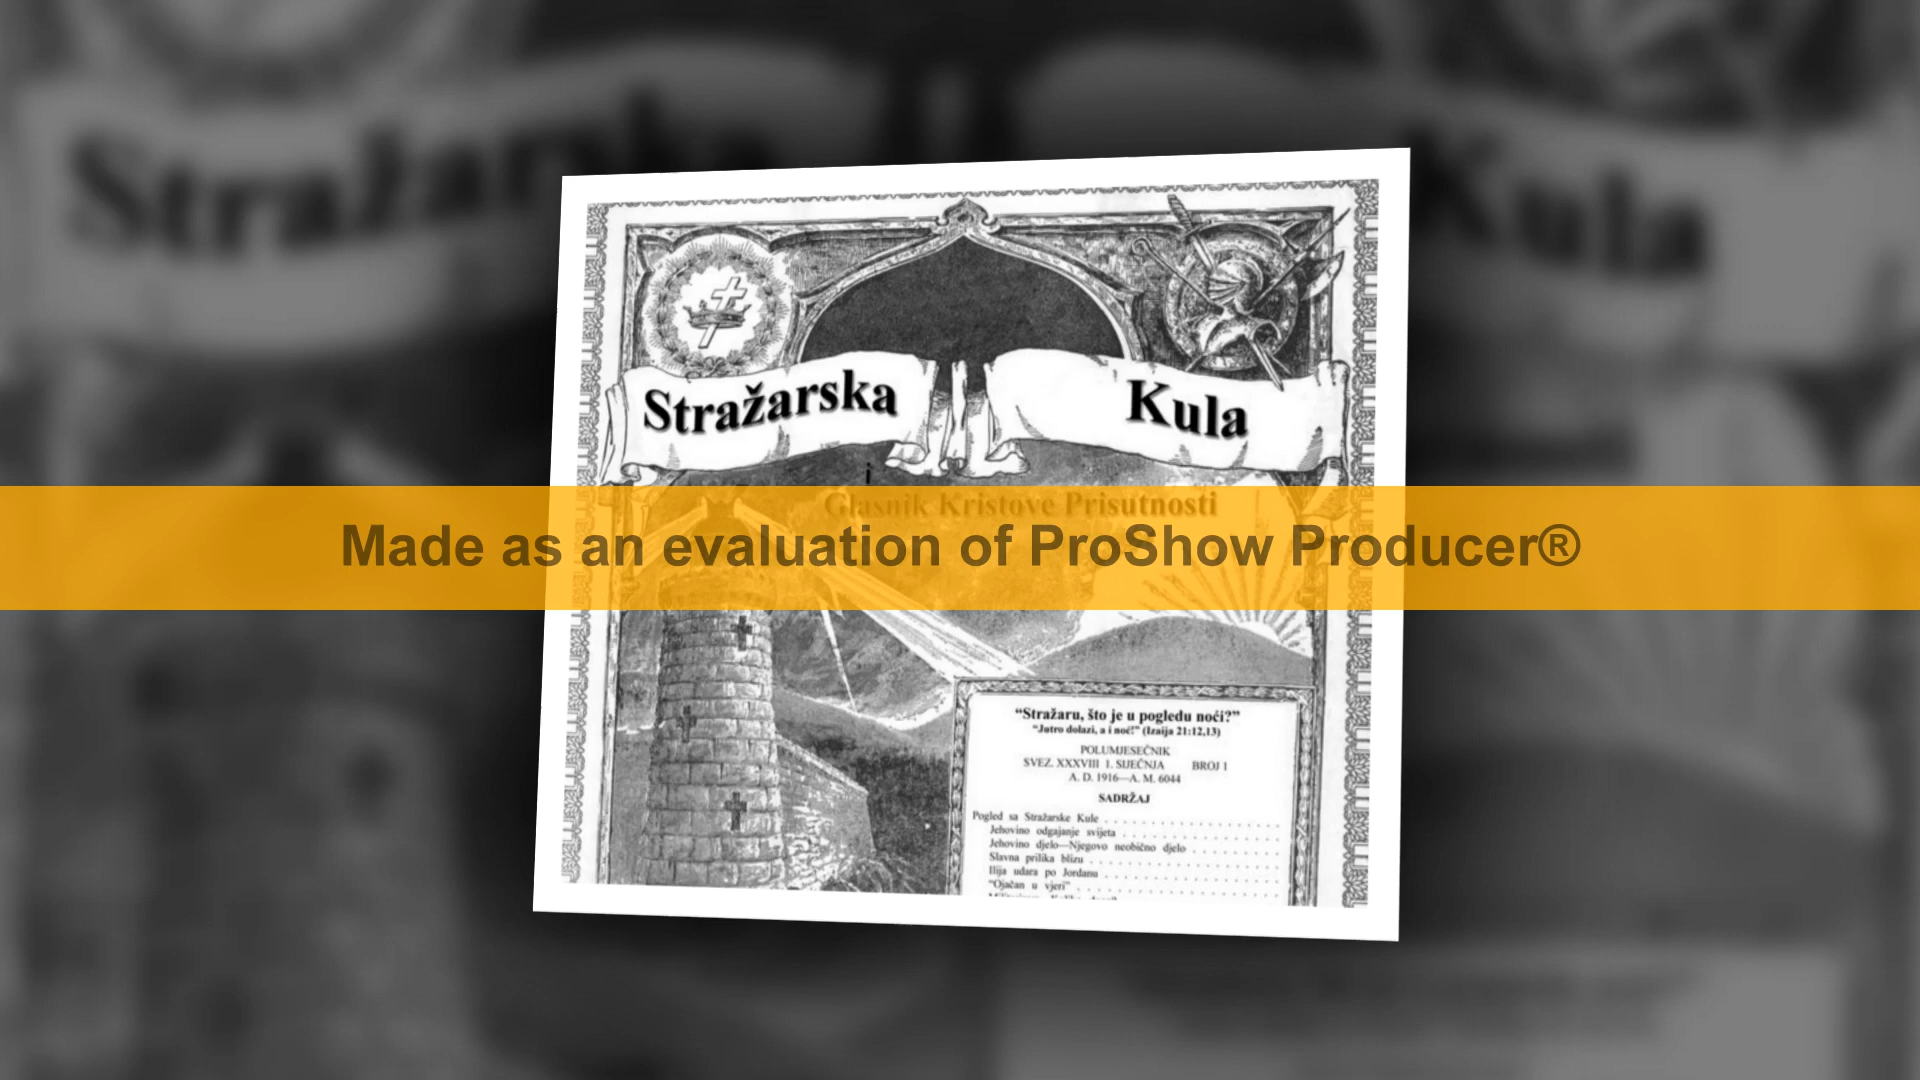 Stražarska Kula
i
Glasnik Kristove Prisutnosti
Made as an evaluation of ProShow Producer®
“Stražaru, što je u pogledu noći?”
“Jutro dolazi, a i noć!” (Izaija 21:12,13)
POLUMJESEČNIK
SVEZ. XXXVIII 1. SIJEČNJA BROJ 1
A. D. 1916—A. M. 6044
SADRŽAJ
Pogled sa Stražarske Kule
Jehovino odgajanje svijeta
Jehovino djelo—Njegovo neobično djelo
Slavna prilika blizu
Ilija udara po Jordanu
"Ojačan u vjeri"